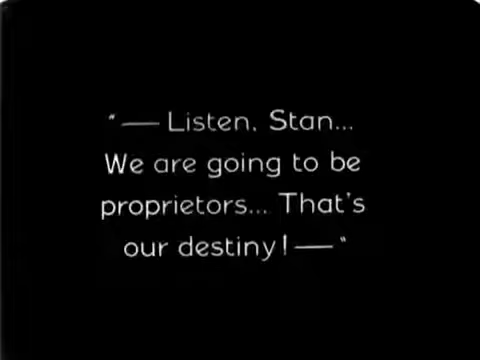 "— Listen, Stan...
We are going to be
proprietors... That's
our destiny! —"